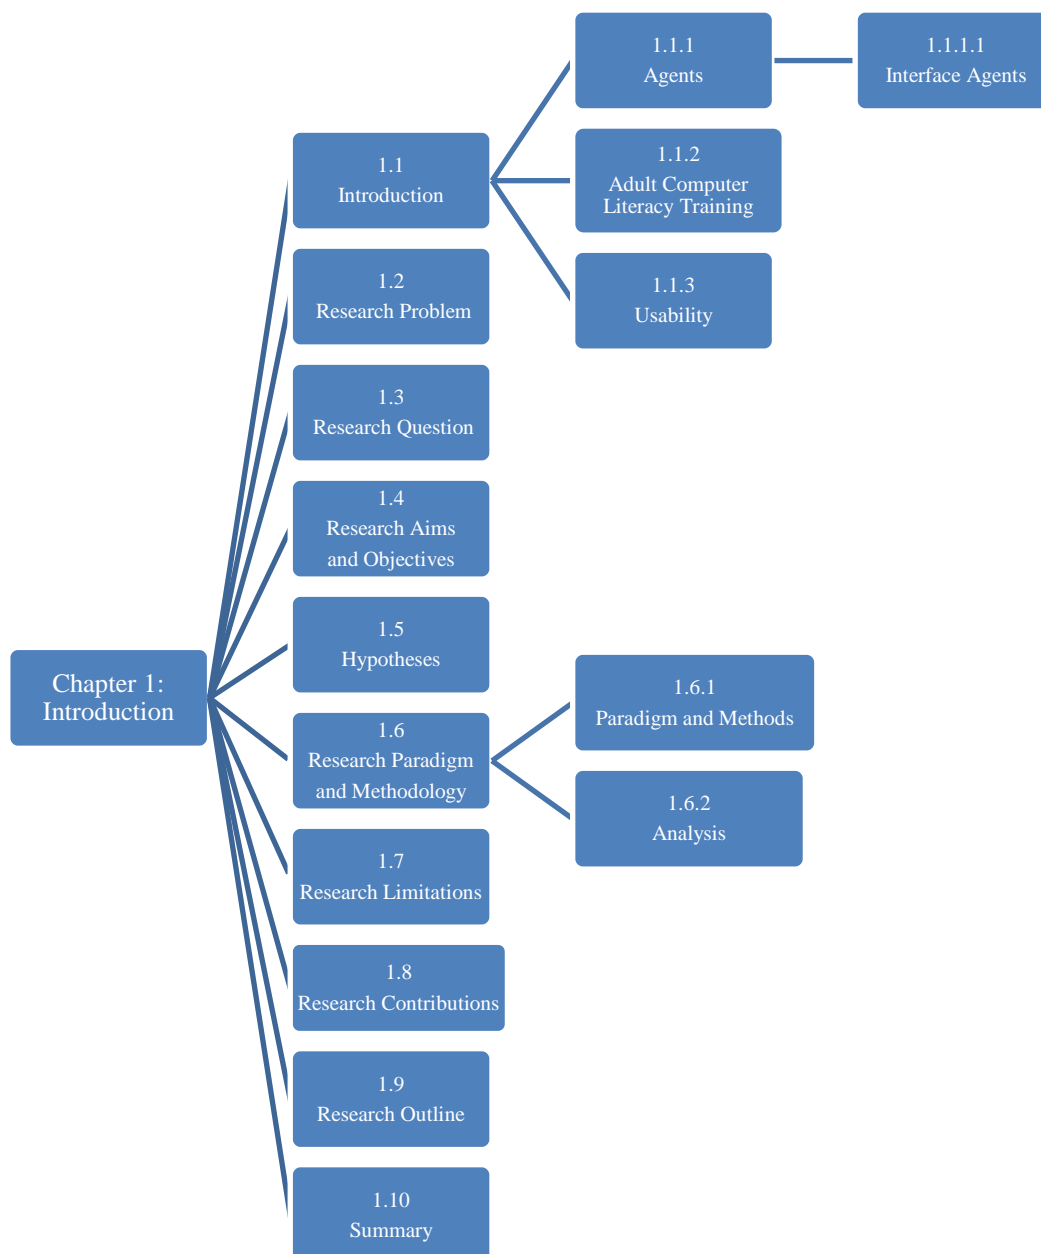 Chapter 1:
Introduction
1.1
Introduction
1.1.1
Agents
1.1.1.1
Interface Agents
1.1.2
Adult Computer
Literacy Training
1.1.3
Usability
1.2
Research Problem
1.3
Research Question
1.4
Research Aims
and Objectives
1.5
Hypotheses
1.6
Research Paradigm
and Methodology
1.6.1
Paradigm and Methods
1.6.2
Analysis
1.7
Research Limitations
1.8
Research Contributions
1.9
Research Outline
1.10
Summary